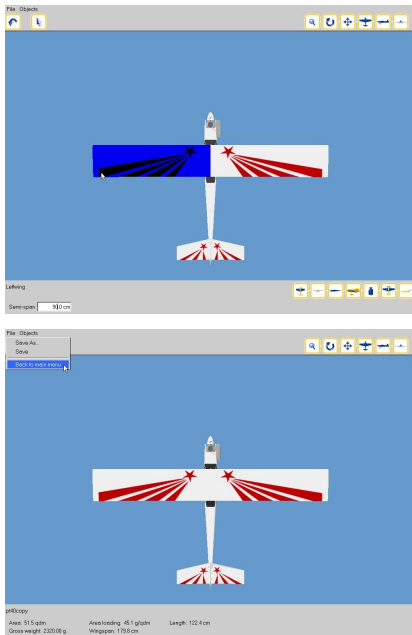 File Objects
Leftwing
Semi-span 90.0 cm
File Objects
Save As..
Save
Back to main menu
pt40copy
Area: 51.5 qdm Area loading: 45.1 g/qdm Length: 122.4 cm
Gross weight: 2320.08 g Wingspan: 179.8 cm